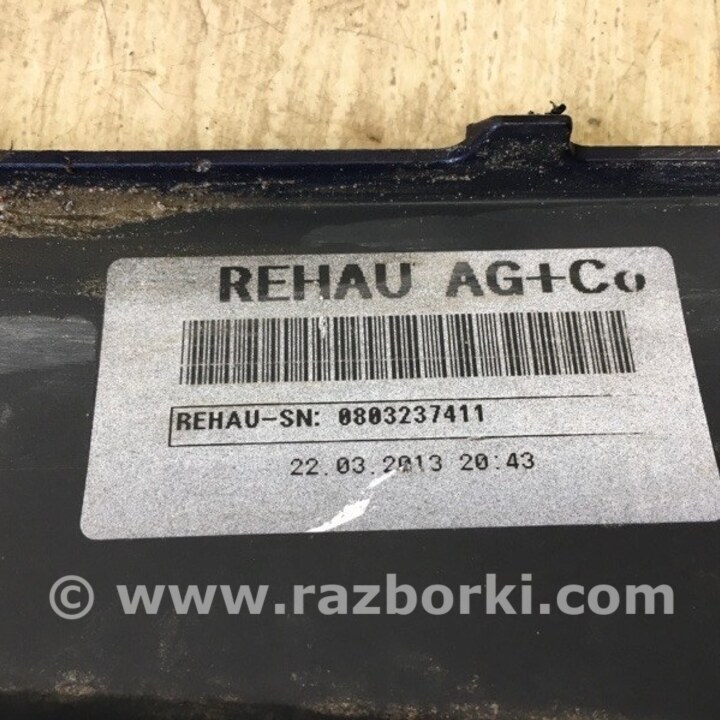 REHAU AG+Co
REHAU-SN: 0803237411
22.03.2013 20:43
© www.razborki.com